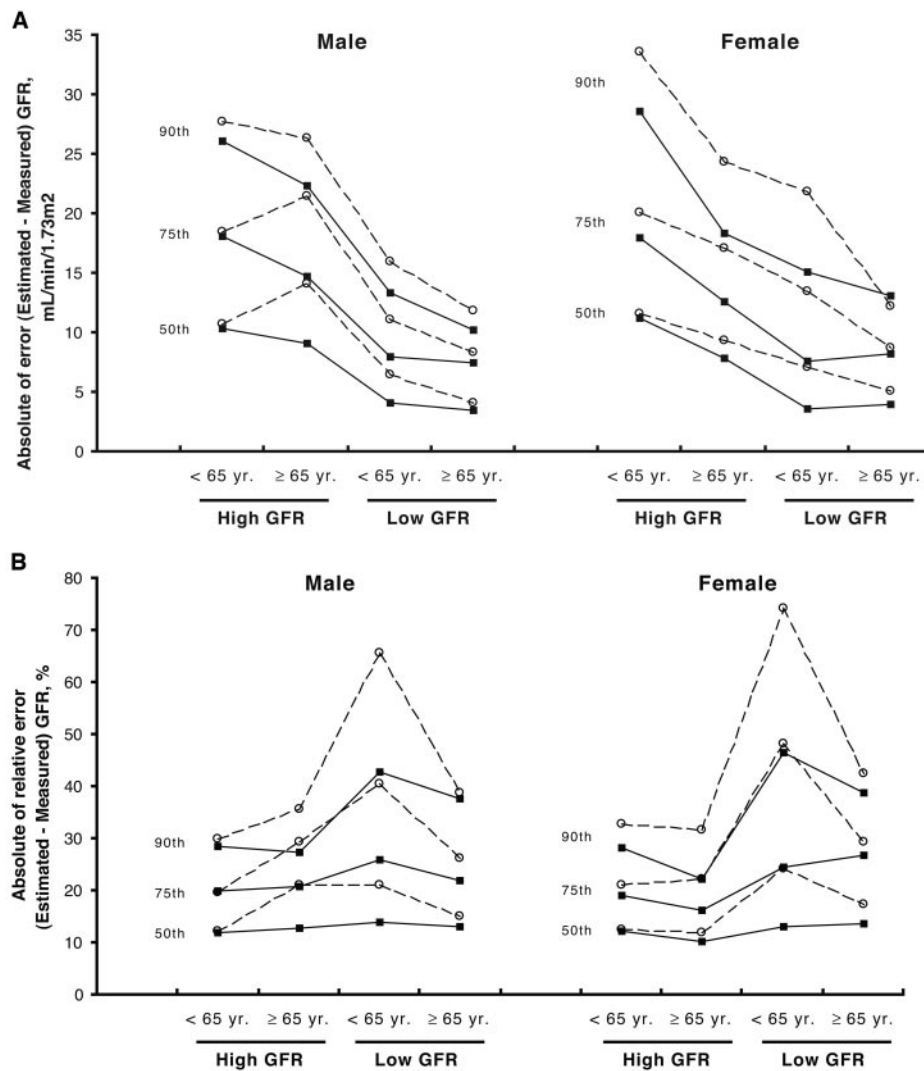 A
Male
Female
Absolute of error (Estimated - Measured) GFR,
mL/min/1.73m2
35
30
25
20
15
10
5
0
90th
75th
50th
90th
75th
50th
< 65 yr. ≥ 65 yr. < 65 yr. ≥ 65 yr.
High GFR Low GFR
< 65 yr. ≥ 65 yr. < 65 yr. ≥ 65 yr.
High GFR Low GFR
B
Male
Female
Absolute of relative error
(Estimated - Measured) GFR, %
80
70
60
50
40
30
20
10
0
90th
75th
50th
90th
75th
50th
< 65 yr. ≥ 65 yr. < 65 yr. ≥ 65 yr.
High GFR Low GFR
< 65 yr. ≥ 65 yr. < 65 yr. ≥ 65 yr.
High GFR Low GFR